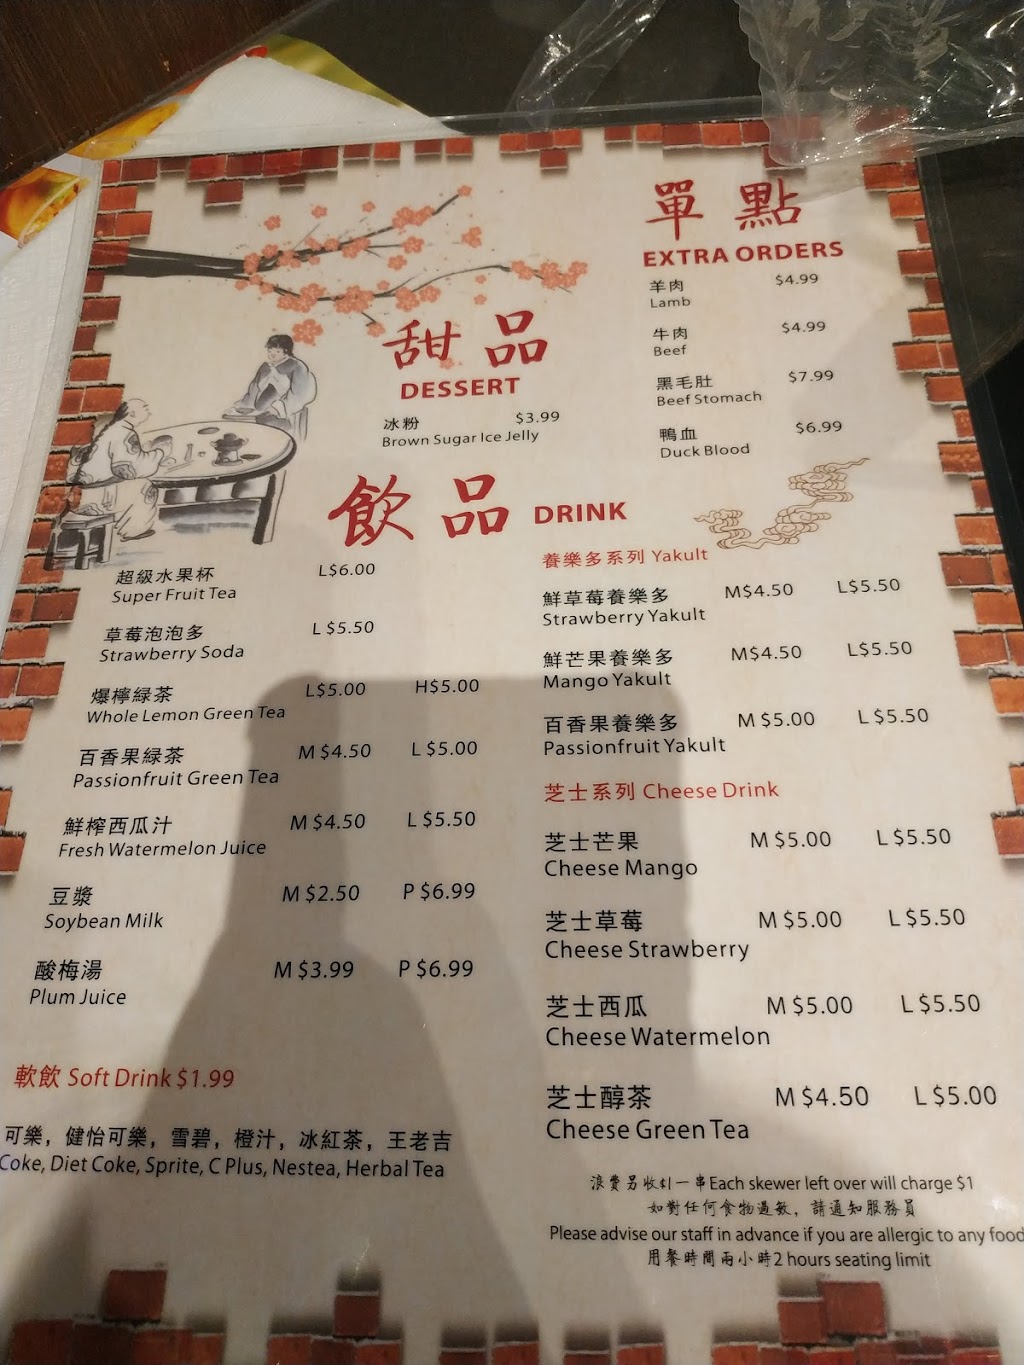 單點
EXTRA ORDERS
羊肉 $4.99
Lamb
牛肉 $4.99
Beef
黑毛肚 $7.99
Beef Stomach
鴨血 $6.99
Duck Blood
甜品
DESSERT
冰粉 $3.99
Brown Sugar Ice Jelly
飲品 DRINK
超級水果杯 L$6.00
Super Fruit Tea
草莓泡泡多 L $5.50
Strawberry Soda
爆檸緑茶 L$5.00 H$5.00
Whole Lemon Green Tea
百香果緑茶 M $4.50 L $5.00
Passionfruit Green Tea
鮮榨西瓜汁 M $4.50 L $5.50
Fresh Watermelon Juice
豆漿 M $2.50 P $6.99
Soybean Milk
酸梅湯 M $3.99 P $6.99
Plum Juice
軟飲 Soft Drink $1.99
可樂，健怡可樂，雪碧，橙汁，冰紅茶，王老吉
Coke, Diet Coke, Sprite, C Plus, Nestea, Herbal Tea
養樂多系列 Yakult
鮮草莓養樂多 M$4.50 L$5.50
Strawberry Yakult
鮮芒果養樂多 M$4.50 L$5.50
Mango Yakult
百香果養樂多 M $5.00 L $5.50
Passionfruit Yakult
芝士系列 Cheese Drink
芝士芒果 M $5.00 L $5.50
Cheese Mango
芝士草莓 M $5.00 L $5.50
Cheese Strawberry
芝士西瓜 M $5.00 L $5.50
Cheese Watermelon
芝士醇茶 M $4.50 L $5.00
Cheese Green Tea
浪費另收$1一串Each skewer left over will charge $1
如對任何食物過敏，請通知服務員
Please advise our staff in advance if you are allergic to any food
用餐時間兩小時2 hours seating limit